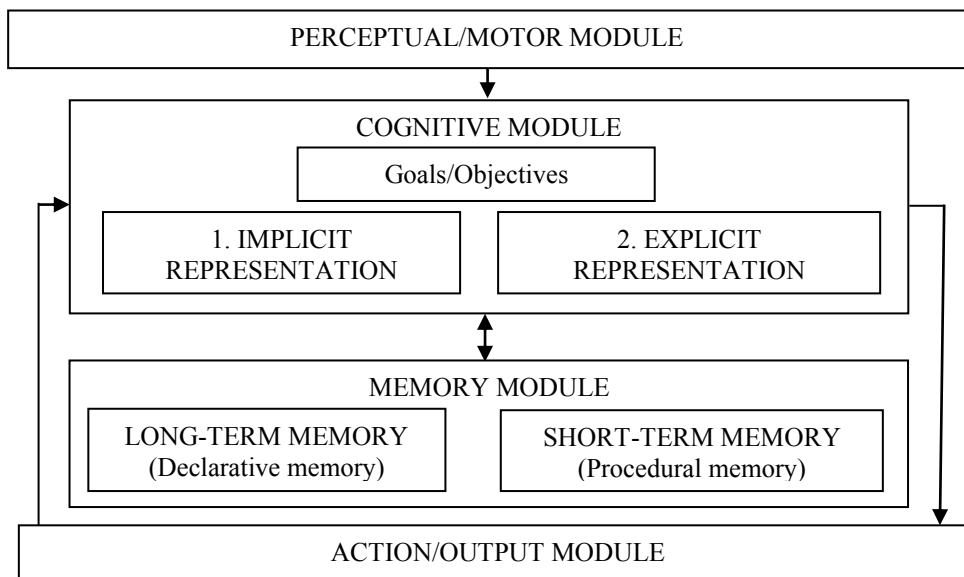 PERCEPTUAL/MOTOR MODULE
COGNITIVE MODULE
Goals/Objectives
1. IMPLICIT
REPRESENTATION
2. EXPLICIT
REPRESENTATION
MEMORY MODULE
LONG-TERM MEMORY
(Declarative memory)
SHORT-TERM MEMORY
(Procedural memory)
ACTION/OUTPUT MODULE